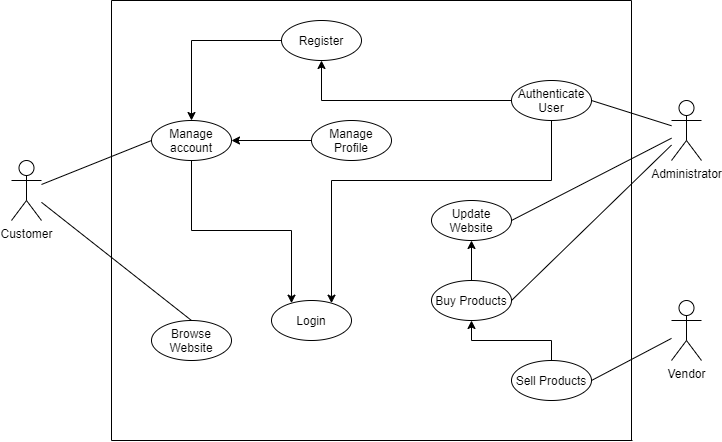 Register
Authenticate
User
Manage
account
Manage
Profile
Administrator
Customer
Update
Website
Buy Products
Login
Browse
Website
Vendor
Sell Products